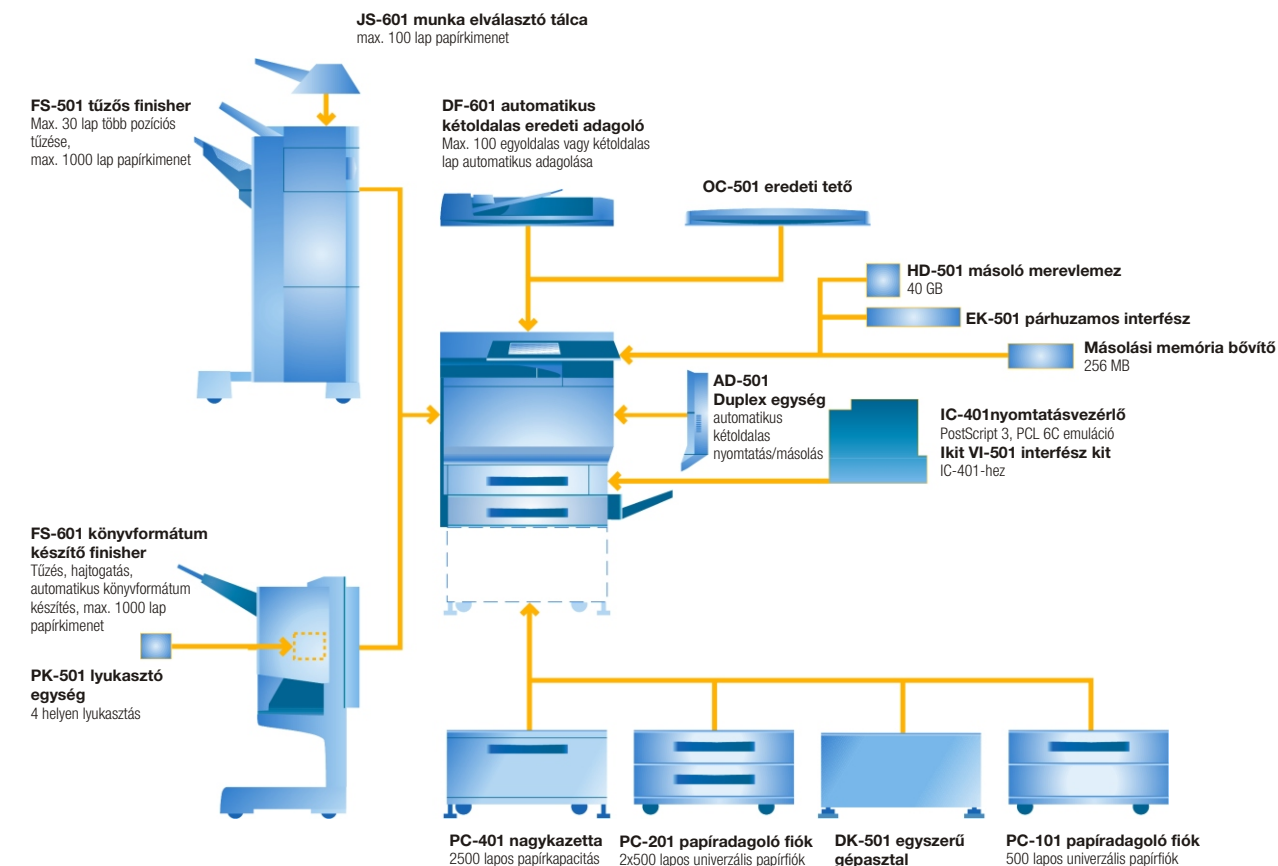 JS-601 munka elválasztó tálca
max. 100 lap papírkimenet
FS-501 tűzős finisher
Max. 30 lap több pozíciós
tűzése,
max. 1000 lap papírkimenet
DF-601 automatikus
kétoldalas eredeti adagoló
Max. 100 egyoldalas vagy kétoldalas
lap automatikus adagolása
OC-501 eredeti tető
HD-501 másoló merevlemez
40 GB
EK-501 párhuzamos interfész
Másolási memória bővítő
256 MB
AD-501
Duplex egység
automatikus
kétoldalas
nyomtatás/másolás
IC-401nyomtatásvezérlő
PostScript 3, PCL 6C emuláció
Ikit VI-501 interfész kit
IC-401-hez
FS-601 könyvformátum
készítő finisher
Tűzés, hajtogatás,
automatikus könyvformátum
készítés, max. 1000 lap
papírkimenet
PK-501 lyukasztó
egység
4 helyen lyukasztás
PC-401 nagykazetta
2500 lapos papírkapacitás
PC-201 papíradagoló fiók
2x500 lapos univerzális papírfiók
DK-501 egyszerű
gépasztal
PC-101 papíradagoló fiók
500 lapos univerzális papírfiók